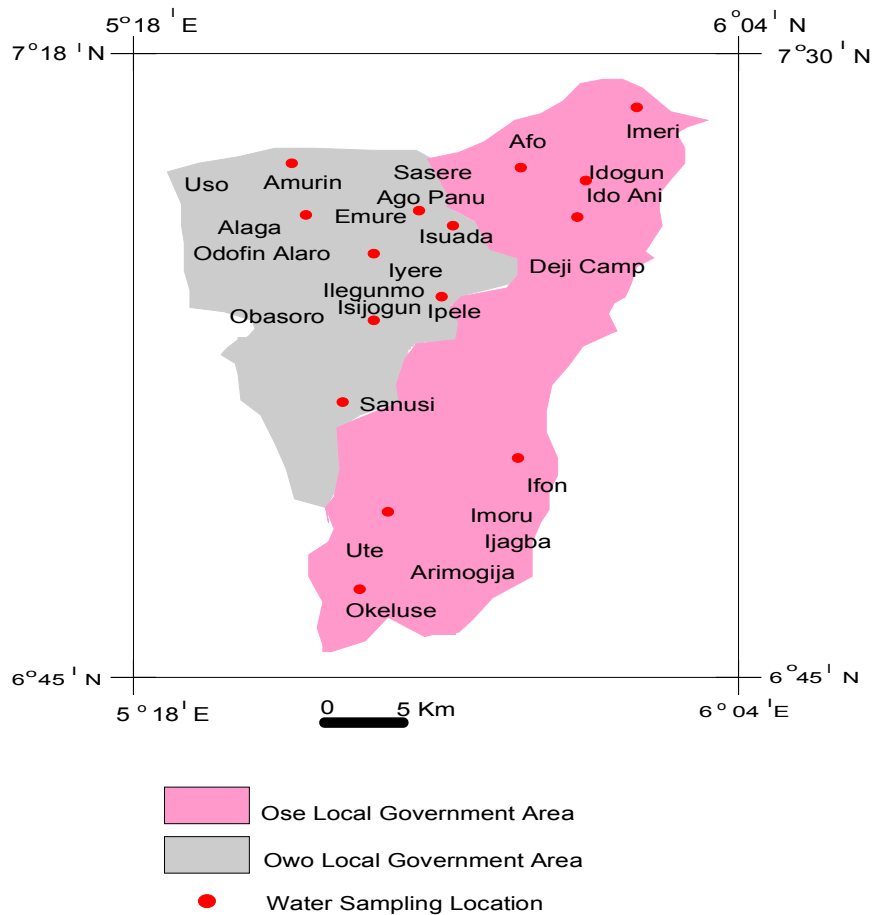 5° 18 ' E
6° 04 ' N
7° 18 ' N
7° 30 ' N
Imeri
Afo
Sasere
Idogun
Uso
Amurin
Ago Panu
Ido Ani
Emure
Alaga
Isuada
Odofin Alaro
Iyere
Deji Camp
Ilegunmo
Isijogun
Ipele
Obasoro
Sanusi
Ifon
Imoru
Ijagba
Ute
Arimogija
Okeluse
6° 45 ' N
6° 45 ' N
5° 18 ' E
0 5 Km
6° 04 ' E
Ose Local Government Area
Owo Local Government Area
Water Sampling Location